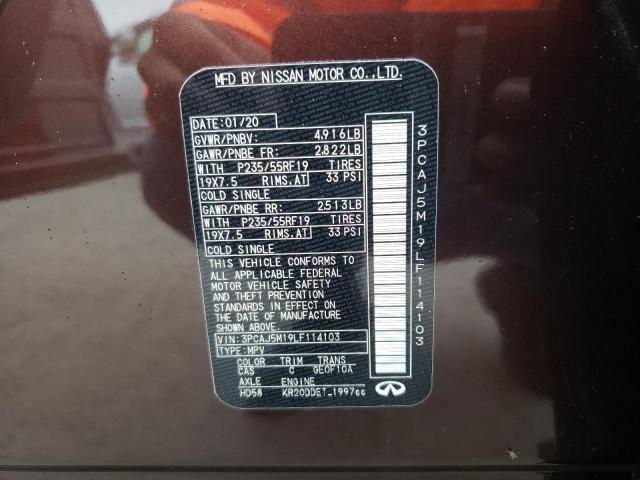 MFD BY NISSAN MOTOR CO.,LTD.
DATE: 01/20
GVWR/PNBV: 4,916LB
GAWR/PNBE FR: 2,822LB
WITH P235/55RF19 TIRES
19X7.5 RIMS.AT 33 PSI
COLD SINGLE
GAWR/PNBE RR: 2,513LB
WITH P235/55RF19 TIRES
19X7.5 RIMS.AT 33 PSI
COLD SINGLE
THIS VEHICLE CONFORMS TO
ALL APPLICABLE FEDERAL
MOTOR VEHICLE SAFETY
AND THEFT PREVENTION
STANDARDS IN EFFECT ON
THE DATE OF MANUFACTURE
SHOWN ABOVE.
VIN: 3PCAJ5M19LF114103
TYPE: MPV
COLOR TRIM TRANS.
CAS C GE0F10A
AXLE ENGINE
HD58 KR20DDET 1997cc
3PCAJ5M19LF114103